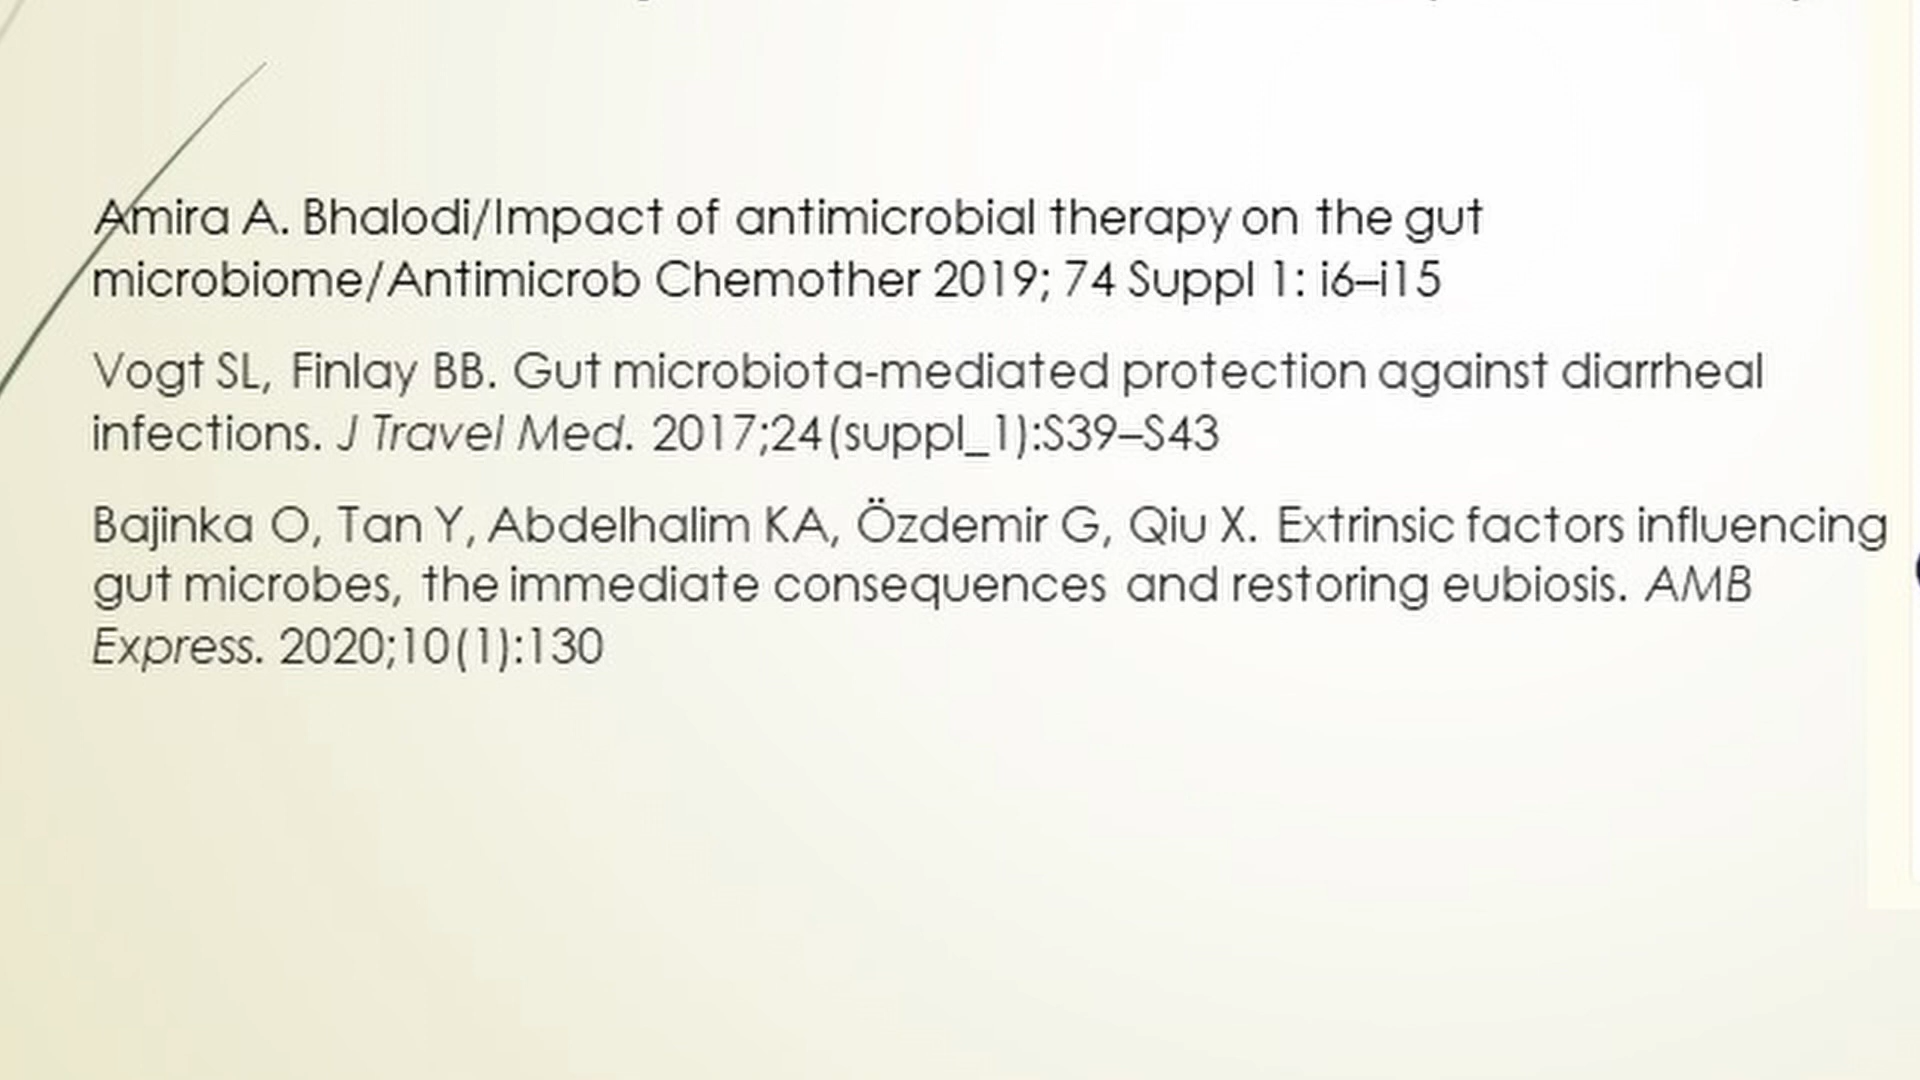 Amira A. Bhalodi/Impact of antimicrobial therapy on the gut
microbiome/Antimicrob Chemother 2019; 74 Suppl 1: i6–i15
Vogt SL, Finlay BB. Gut microbiota-mediated protection against diarrheal
infections. J Travel Med. 2017;24(suppl_1):S39–S43
Bajinka O, Tan Y, Abdelhalim KA, Özdemir G, Qiu X. Extrinsic factors influencing
gut microbes, the immediate consequences and restoring eubiosis. AMB
Express. 2020;10(1):130